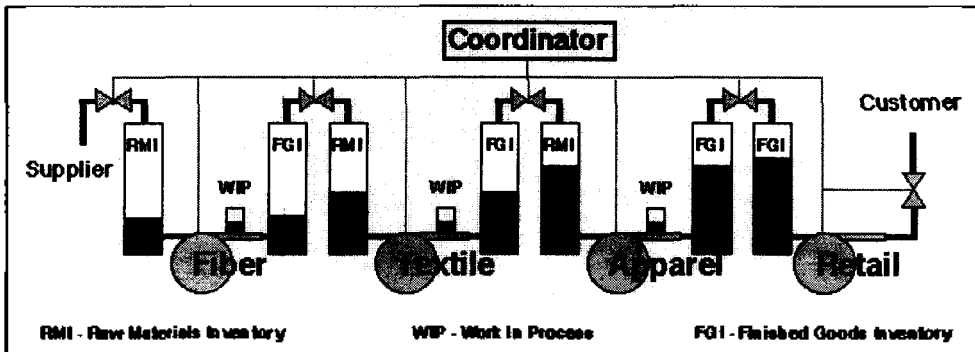 Coordinator
Customer
RMI FGI RMI FGI RMI FGI FGI
Supplier
WIP WIP WIP
Fiber Textile Apparel Retail
RMI - Raw Materials Inventory WIP - Work In Process FGI - Finished Goods Inventory